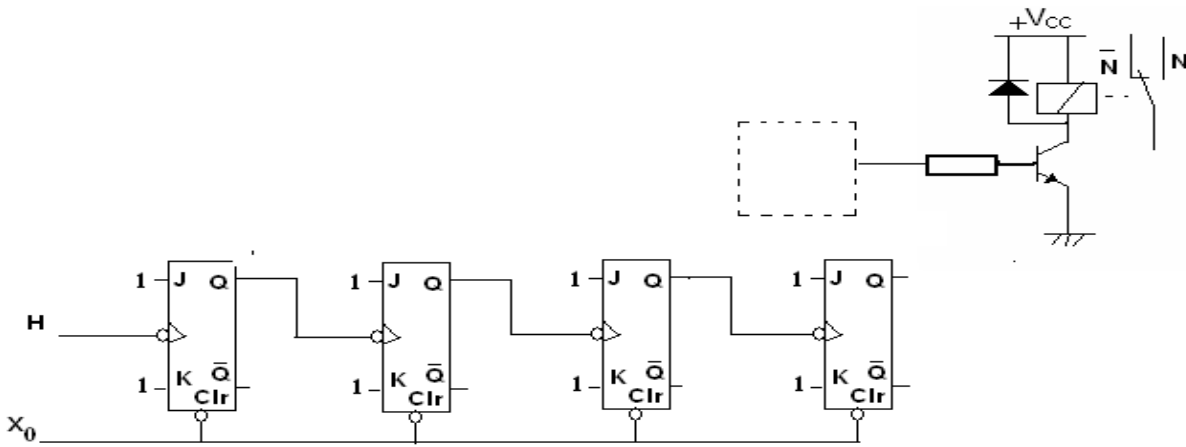 +Vcc
N̅ N
1 J Q 1 J Q 1 J Q 1 J Q
H
1 K Q̅ 1 K Q̅ 1 K Q̅ 1 K Q̅
Clr Clr Clr Clr
X₀